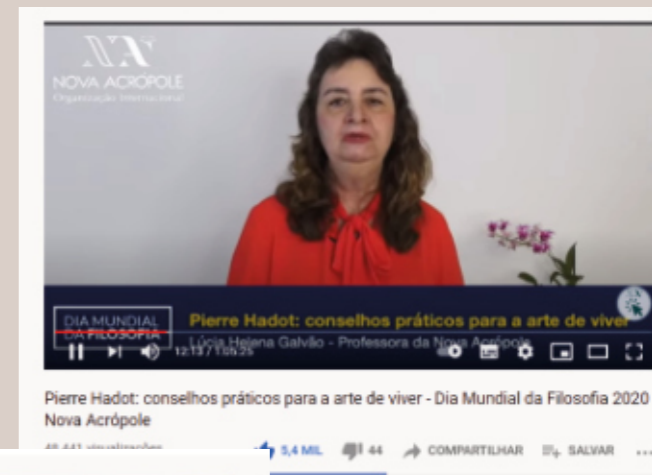 NOVA ACRÓPOLE
Organização Internacional
DIA MUNDIAL
DA FILOSOFIA
Pierre Hadot: conselhos práticos para a arte de viver
Lúcia Helena Galvão - Professora da Nova Acrópole
12:13 / 1:05:25
Pierre Hadot: conselhos práticos para a arte de viver - Dia Mundial da Filosofia 2020
Nova Acrópole
visualizações
5,4 MIL 44 COMPARTILHAR SALVAR